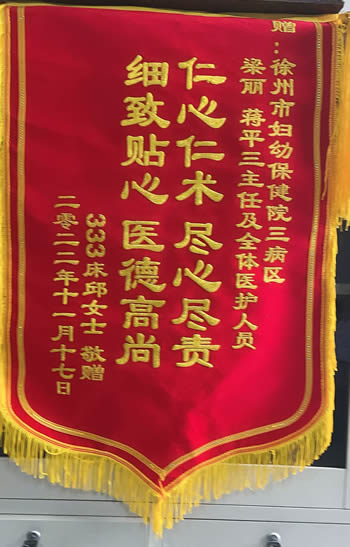 赠：徐州市妇幼保健院三病区
梁丽 蒋平三主任及全体医护人员
仁心仁术 尽心尽责
细致贴心 医德高尚
333床邱女士 敬赠
二零二二年十一月十七日